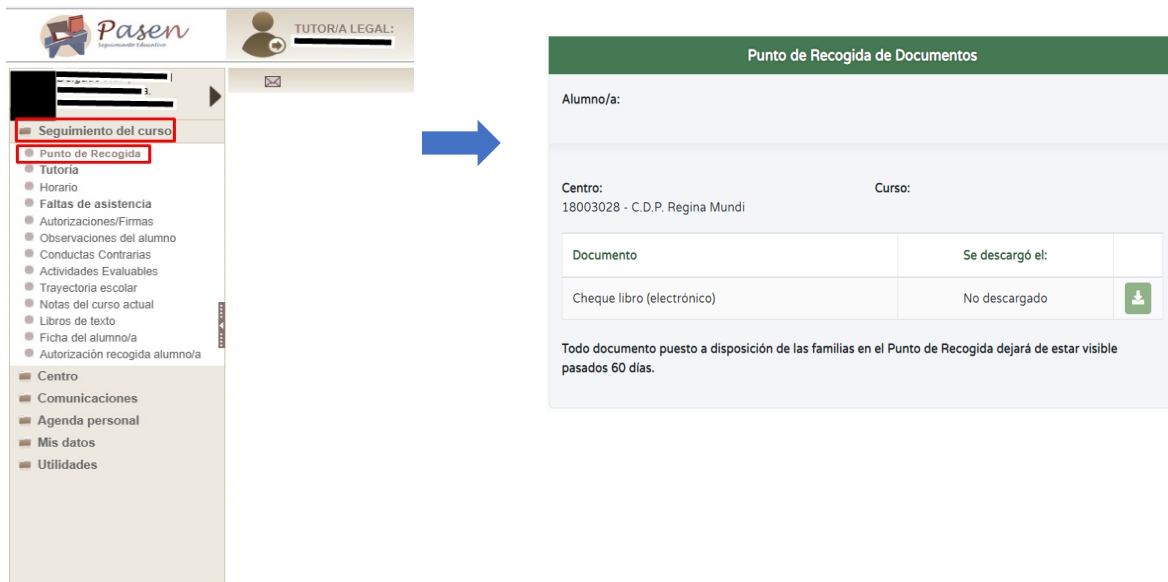 Pasen
Seguimiento Educativo
TUTOR/A LEGAL:
Seguimiento del curso
Punto de Recogida
Tutoría
Horario
Faltas de asistencia
Autorizaciones/Firmas
Observaciones del alumno
Conductas Contrarias
Actividades Evaluables
Trayectoria escolar
Notas del curso actual
Libros de texto
Ficha del alumno/a
Autorización recogida alumno/a
Centro
Comunicaciones
Agenda personal
Mis datos
Utilidades
Punto de Recogida de Documentos
Alumno/a:
Centro: Curso:
18003028 - C.D.P. Regina Mundi
Documento Se descargó el:
Cheque libro (electrónico) No descargado
Todo documento puesto a disposición de las familias en el Punto de Recogida dejará de estar visible
pasados 60 días.